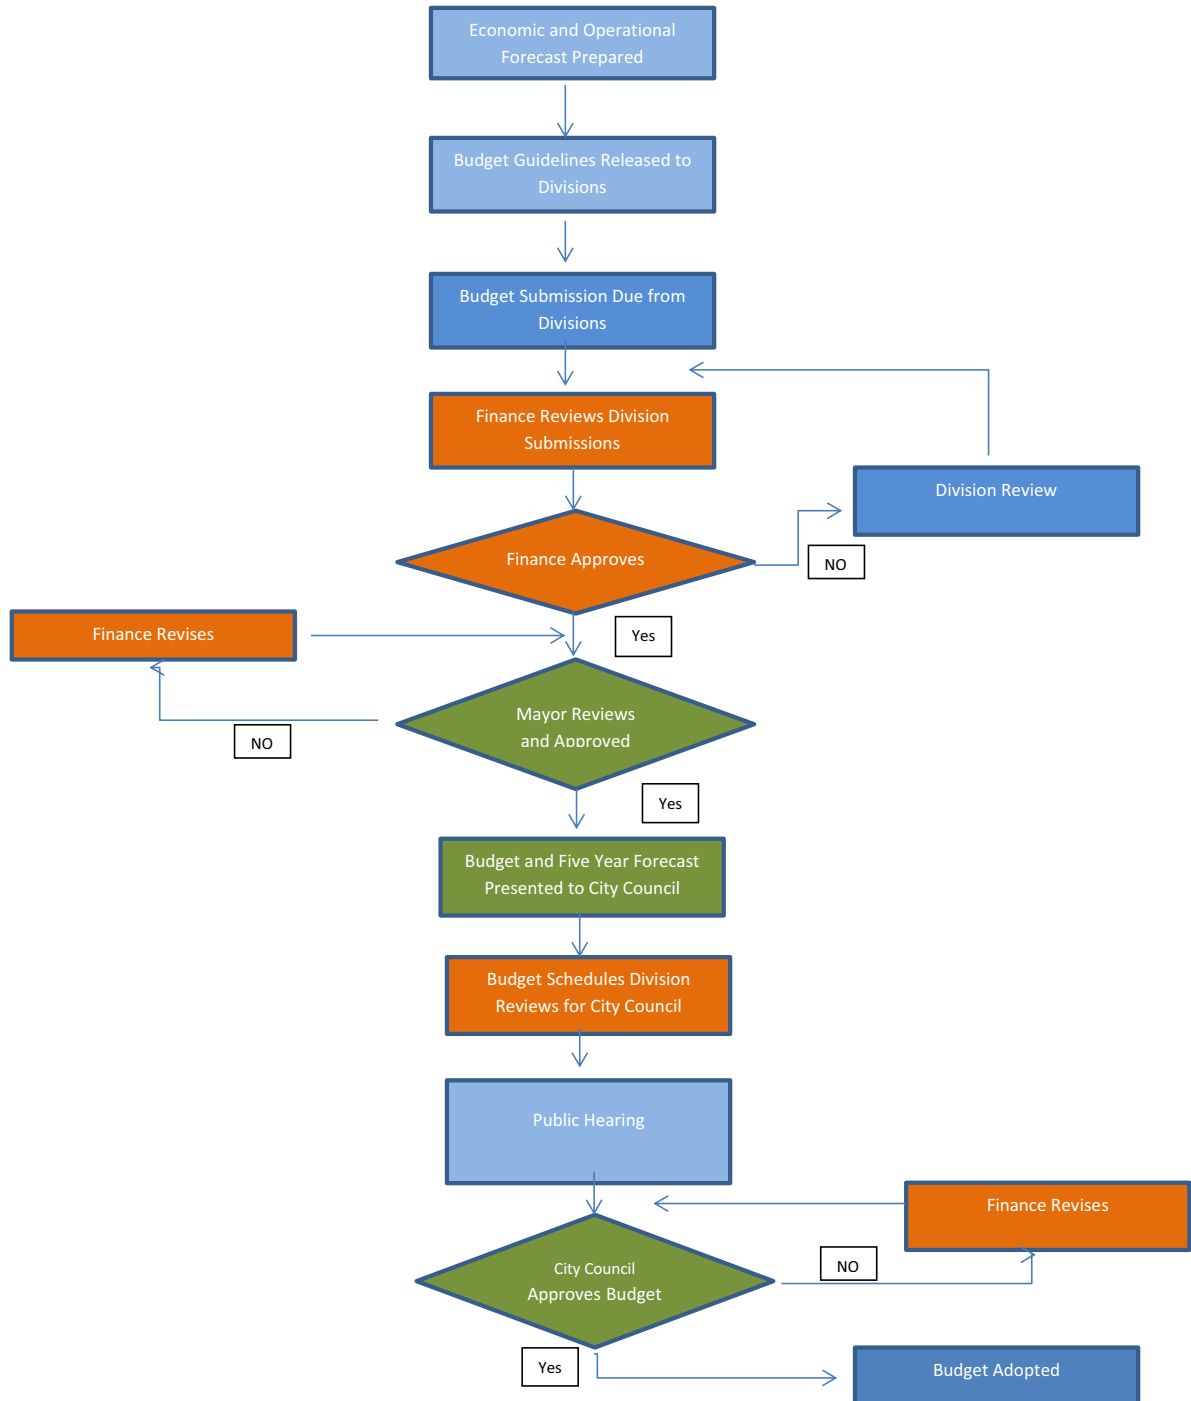 Economic and Operational
Forecast Prepared
Budget Guidelines Released to
Divisions
Budget Submission Due from
Divisions
Finance Reviews Division
Submissions
Division Review
Finance Approves
NO
Finance Revises
Yes
Mayor Reviews
and Approved
NO
Yes
Budget and Five Year Forecast
Presented to City Council
Budget Schedules Division
Reviews for City Council
Public Hearing
Finance Revises
City Council
Approves Budget
NO
Yes
Budget Adopted